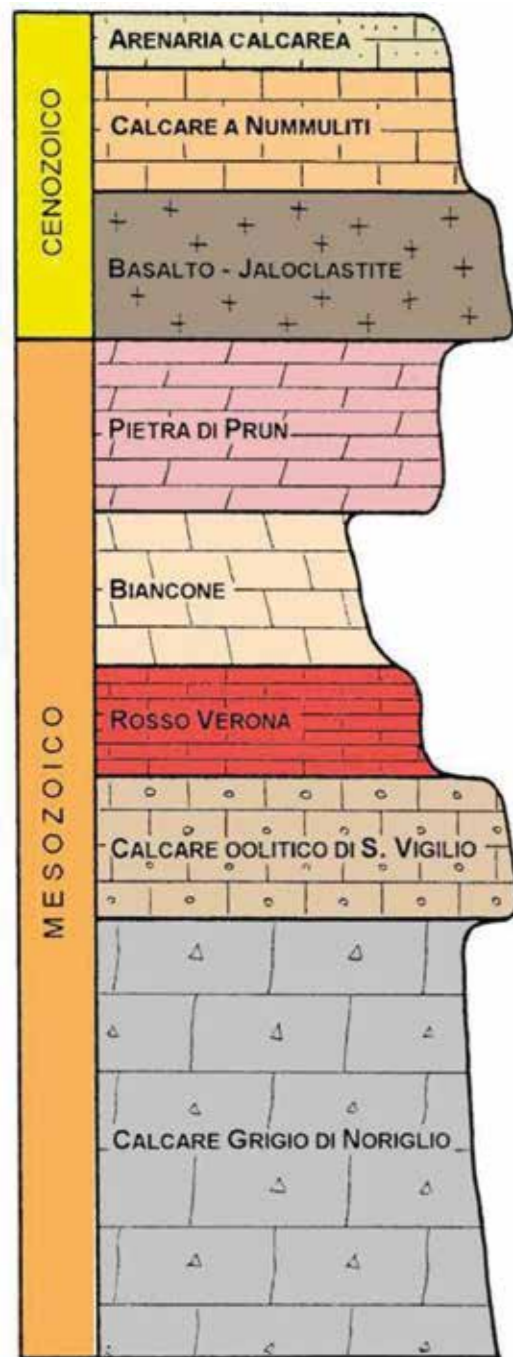 CENOZOICO
ARENARIA CALCAREA
CALCARE A NUMMULITI
BASALTO - JALOCLASTITE
MESOZOICO
PIETRA DI PRUN
BIANCONE
ROSSO VERONA
CALCARE OOLITICO DI S. VIGILIO
CALCARE GRIGIO DI NORIGLIO